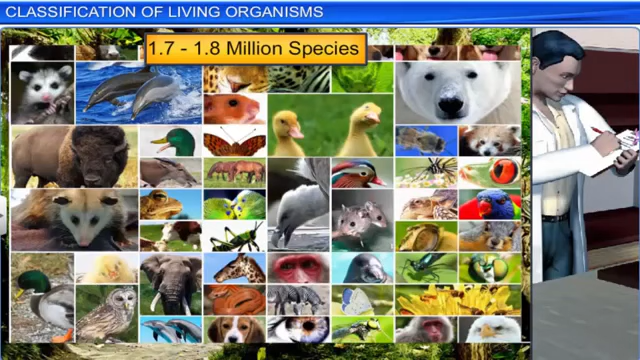 CLASSIFICATION OF LIVING ORGANISMS
1.7 - 1.8 Million Species